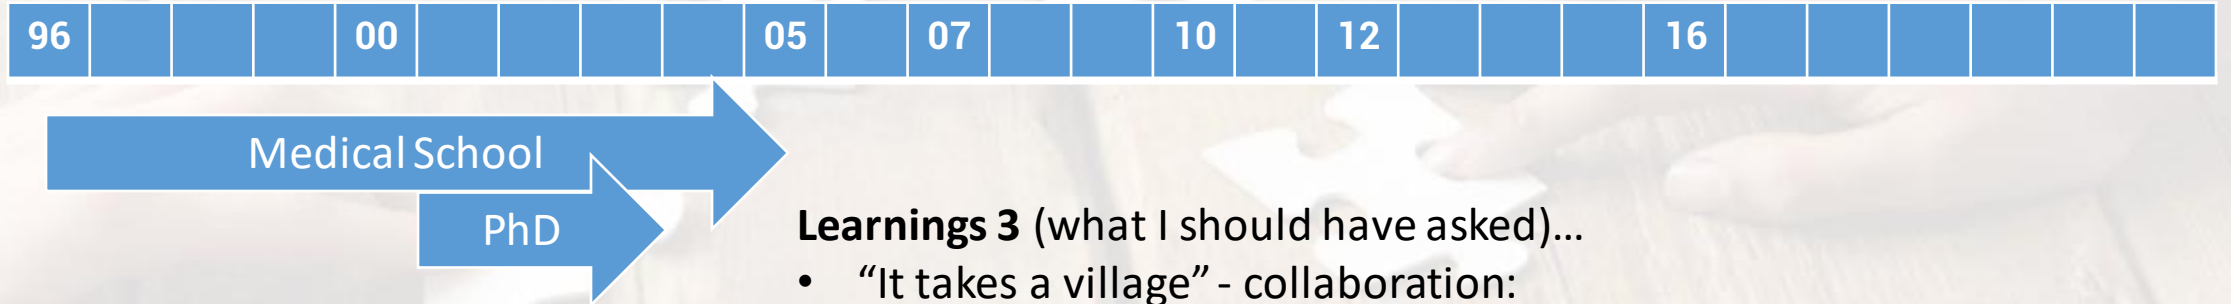 96 00 05 07 10 12 16
Medical School
PhD
Learnings 3 (what I should have asked)...
• “It takes a village” - collaboration: